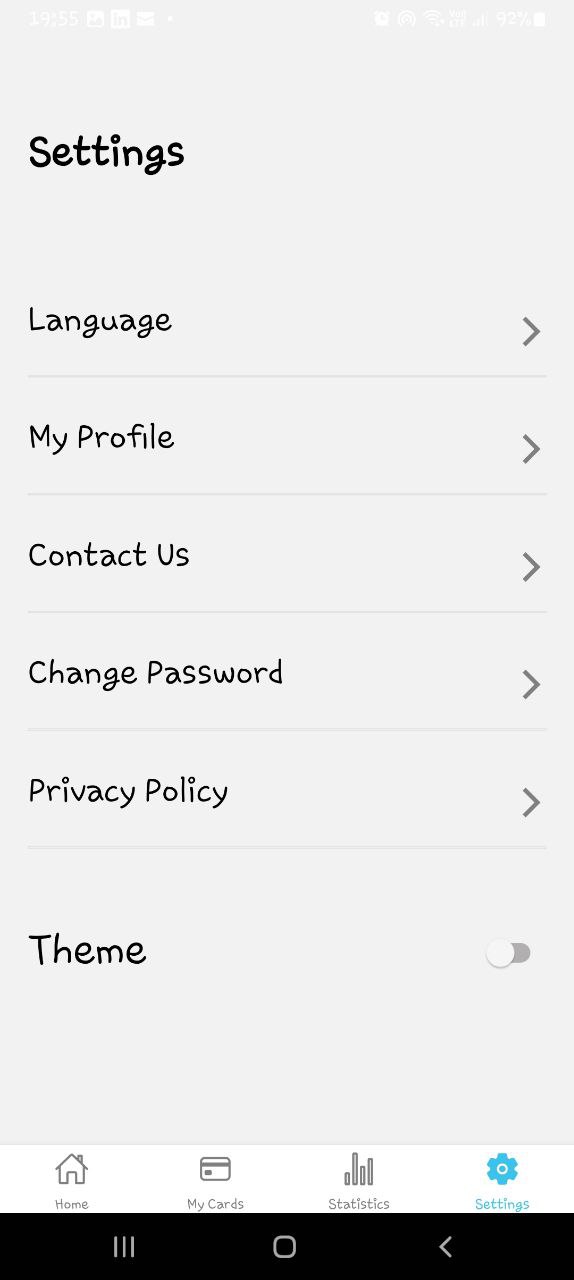 19:55 92%
Settings
Language
My Profile
Contact Us
Change Password
Privacy Policy
Theme
Home My Cards Statistics Settings